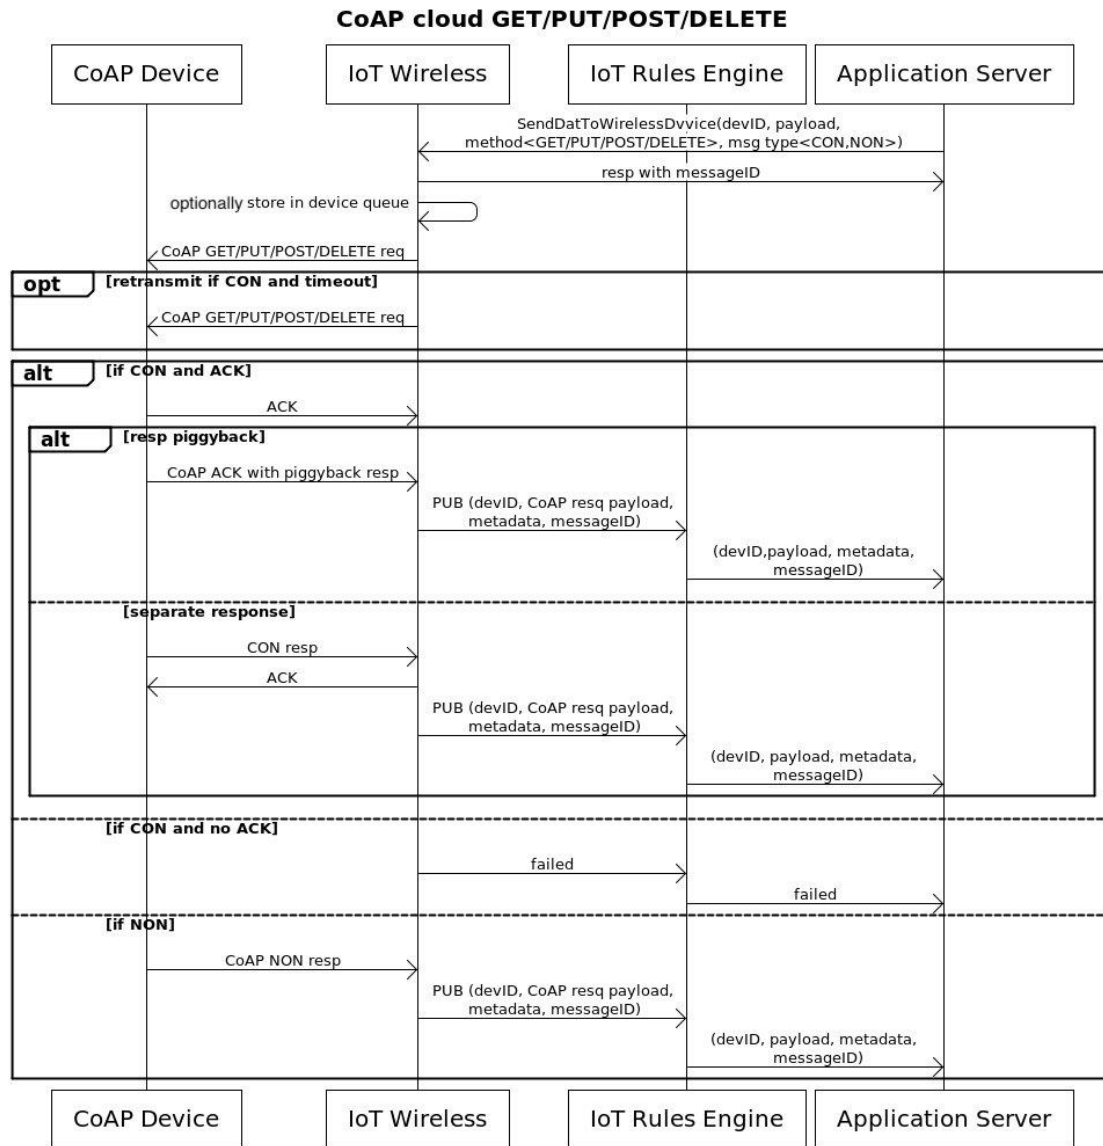 CoAP cloud GET/PUT/POST/DELETE
CoAP Device
IoT Wireless
IoT Rules Engine
Application Server
SendDatToWirelessDvvice(devID, payload,
method<GET/PUT/POST/DELETE>, msg type<CON,NON>)
resp with messageID
optionally store in device queue
CoAP GET/PUT/POST/DELETE req
opt
[retransmit if CON and timeout]
CoAP GET/PUT/POST/DELETE req
alt
[if CON and ACK]
ACK
alt
[resp piggyback]
CoAP ACK with piggyback resp
PUB (devID, CoAP resq payload,
metadata, messageID)
(devID,payload, metadata,
messageID)
[separate response]
CON resp
ACK
PUB (devID, CoAP resq payload,
metadata, messageID)
(devID, payload, metadata,
messageID)
[if CON and no ACK]
failed
failed
[if NON]
CoAP NON resp
PUB (devID, CoAP resq payload,
metadata, messageID)
(devID, payload, metadata,
messageID)
CoAP Device
IoT Wireless
IoT Rules Engine
Application Server